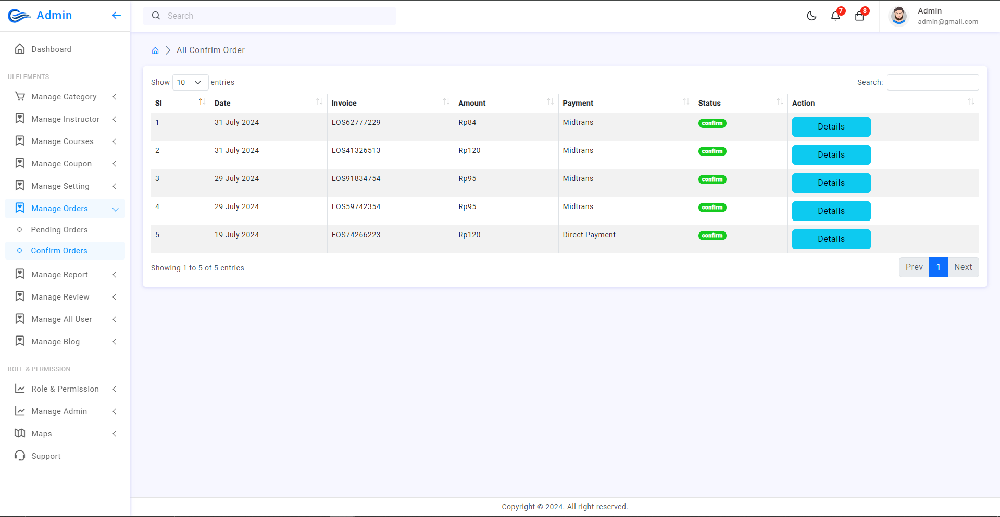 Admin
Search
7
8
Admin
admin@gmail.com
Dashboard
UI ELEMENTS
Manage Category
Manage Instructor
Manage Courses
Manage Coupon
Manage Setting
Manage Orders
Pending Orders
Confirm Orders
Manage Report
Manage Review
Manage All User
Manage Blog
ROLE & PERMISSION
Role & Permission
Manage Admin
Maps
Support
All Confrim Order
Show 10 entries
Search:
Sl Date Invoice Amount Payment Status Action
1 31 July 2024 EOS62777229 Rp84 Midtrans confirm Details
2 31 July 2024 EOS41326513 Rp120 Midtrans confirm Details
3 29 July 2024 EOS91834754 Rp95 Midtrans confirm Details
4 29 July 2024 EOS59742354 Rp95 Midtrans confirm Details
5 19 July 2024 EOS74266223 Rp120 Direct Payment confirm Details
Showing 1 to 5 of 5 entries
Prev 1 Next
Copyright © 2024. All right reserved.